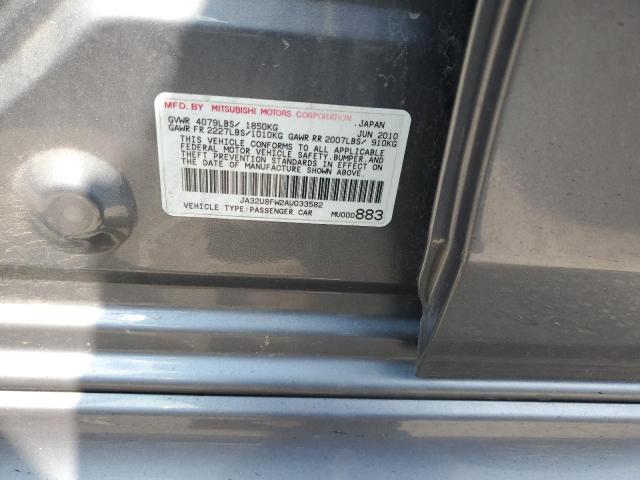 MFD. BY MITSUBISHI MOTORS CORPORATION
GVWR 4079LBS/ 1850KG JAPAN
GAWR FR 2227LBS/1010KG GAWR RR 2007LBS/ 910KG JUN 2010
THIS VEHICLE CONFORMS TO ALL APPLICABLE
FEDERAL MOTOR VEHICLE SAFETY, BUMPER, AND
THEFT PREVENTION STANDARDS IN EFFECT ON
THE DATE OF MANUFACTURE SHOWN ABOVE.
JA32U8FW2AU033582
VEHICLE TYPE: PASSENGER CAR MU000883